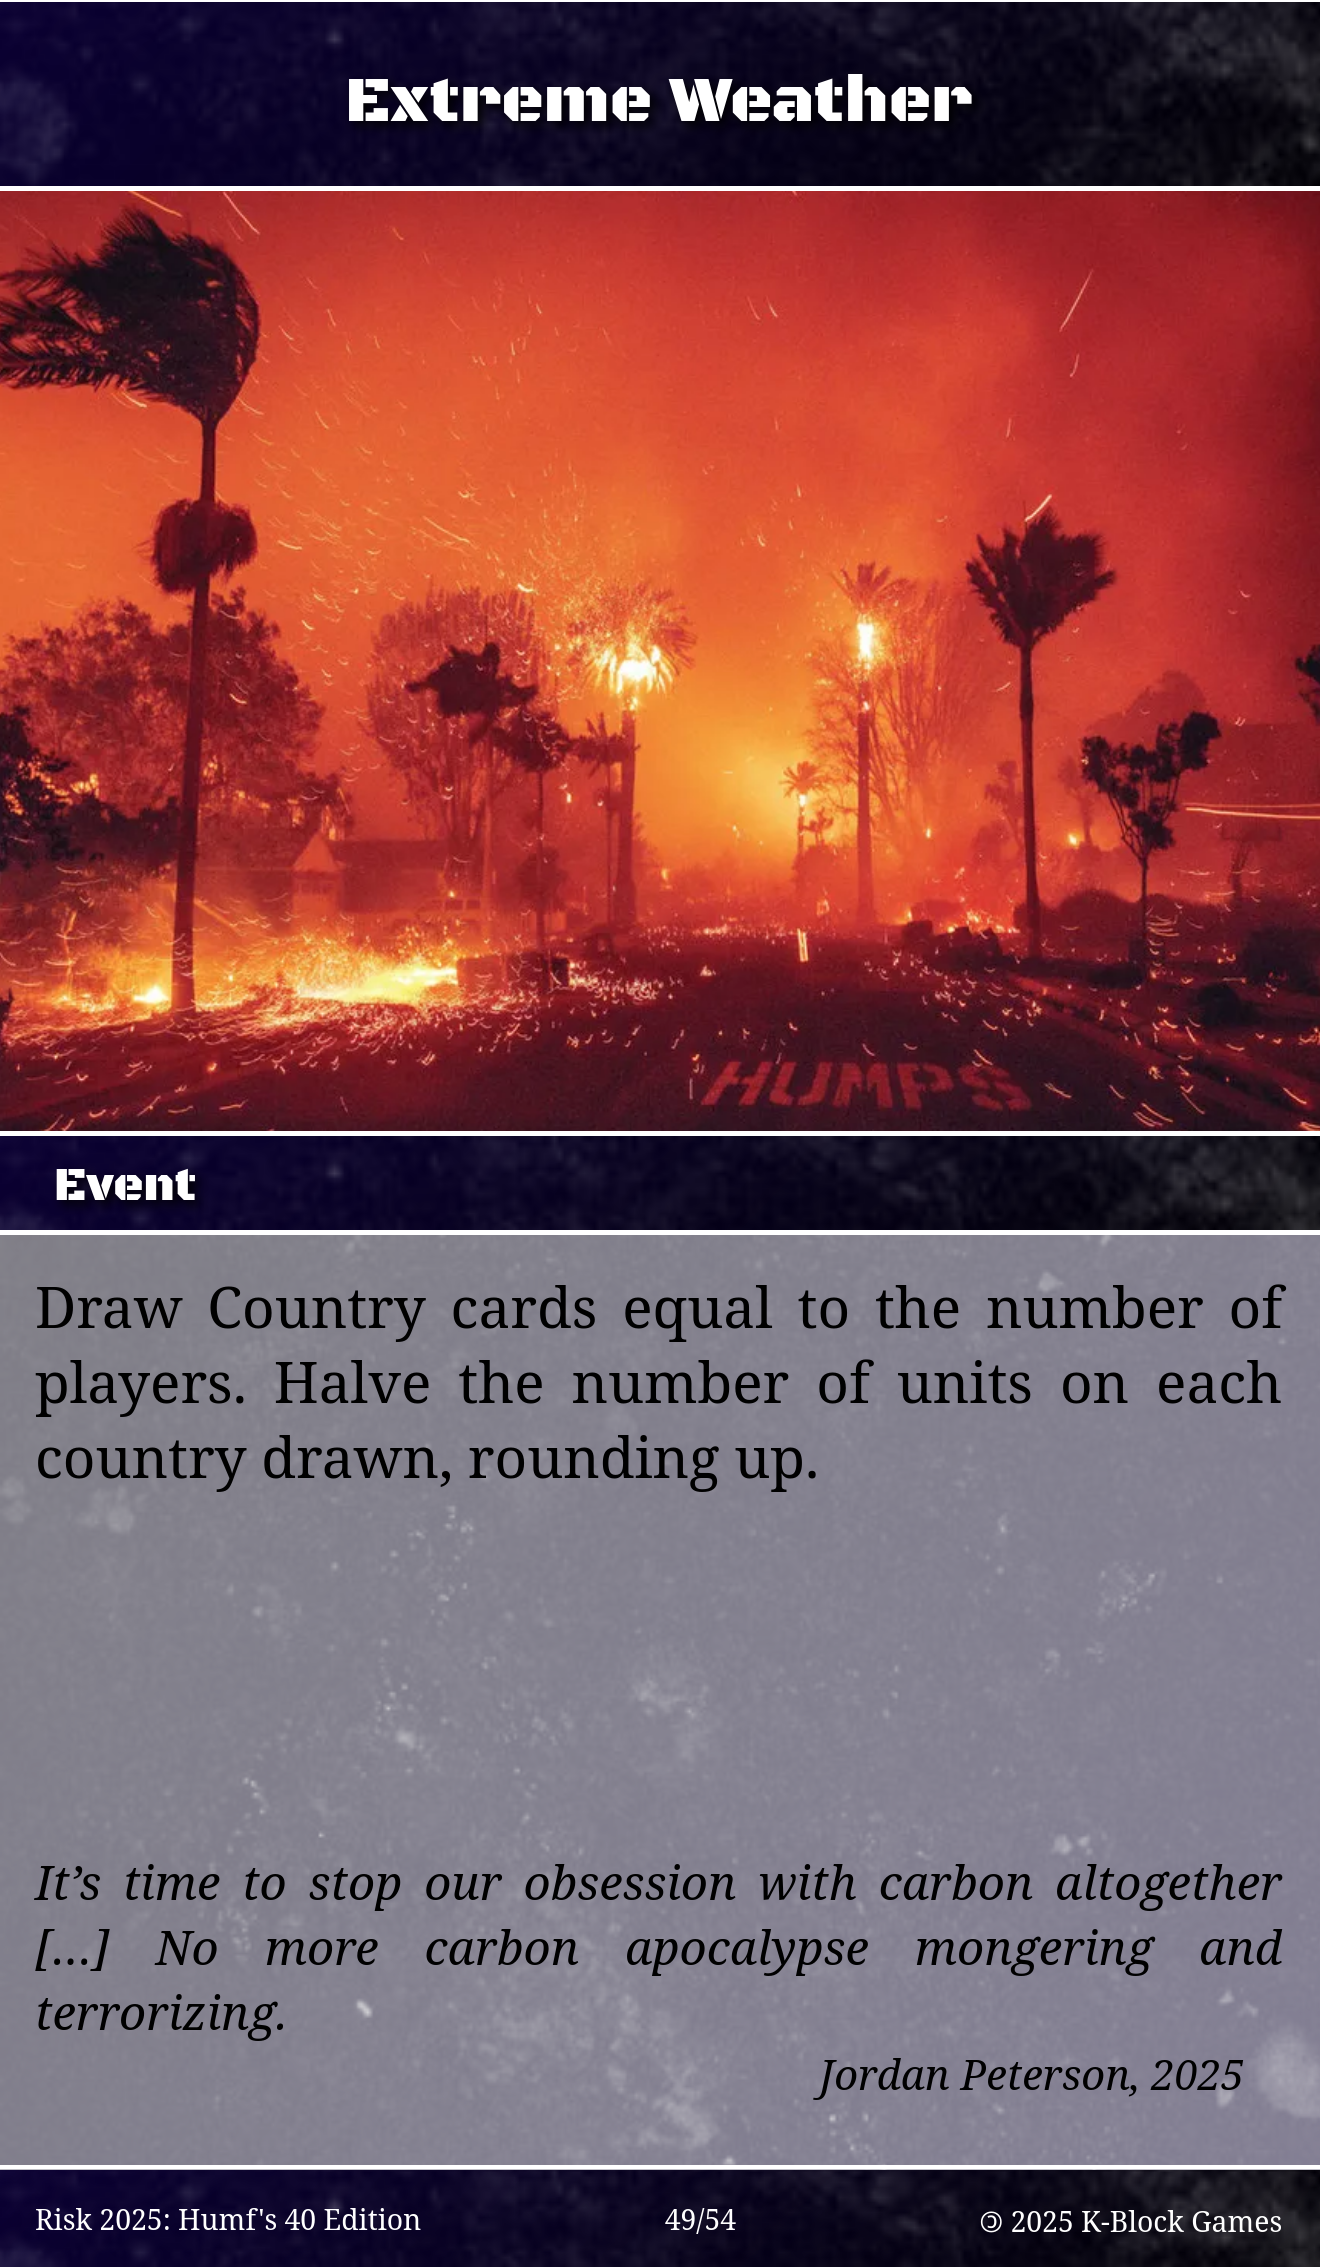 Extreme Weather
HUMPS
Event
Draw Country cards equal to the number of
players. Halve the number of units on each
country drawn, rounding up.
It’s time to stop our obsession with carbon altogether
[…] No more carbon apocalypse mongering and
terrorizing.
Jordan Peterson, 2025
Risk 2025: Humf's 40 Edition
49/54
🄯 2025 K-Block Games